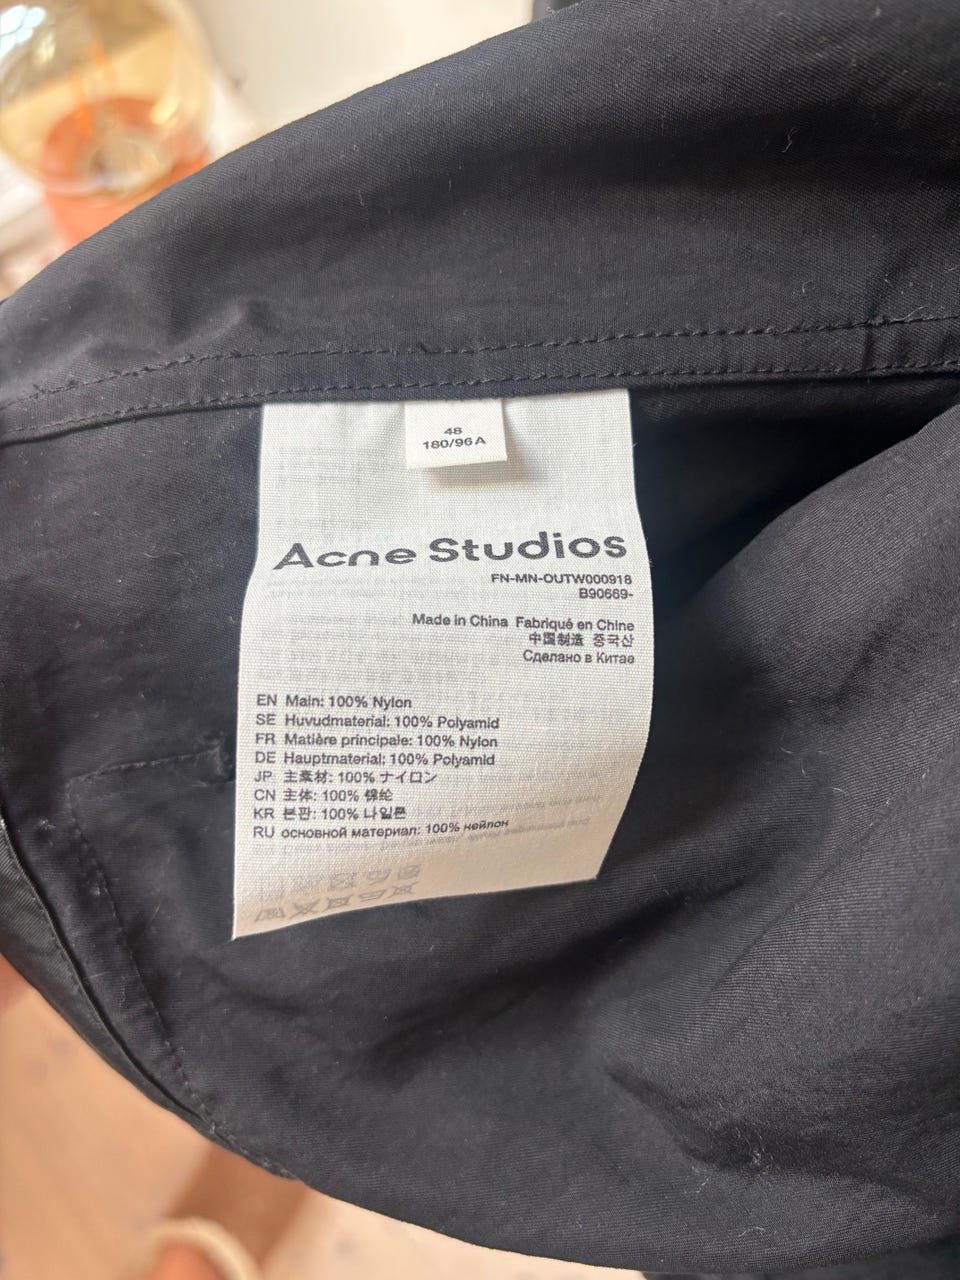 48
180/96A
Acne Studios
FN-MN-OUTW000918
B90669-
Made in China Fabriqué en Chine
中国制造 중국산
Сделано в Китае
EN Main: 100% Nylon
SE Huvudmaterial: 100% Polyamid
FR Matière principale: 100% Nylon
DE Hauptmaterial: 100% Polyamid
JP 主素材: 100% ナイロン
CN 主体: 100% 锦纶
KR 본판: 100% 나일론
RU основной материал: 100% нейлон